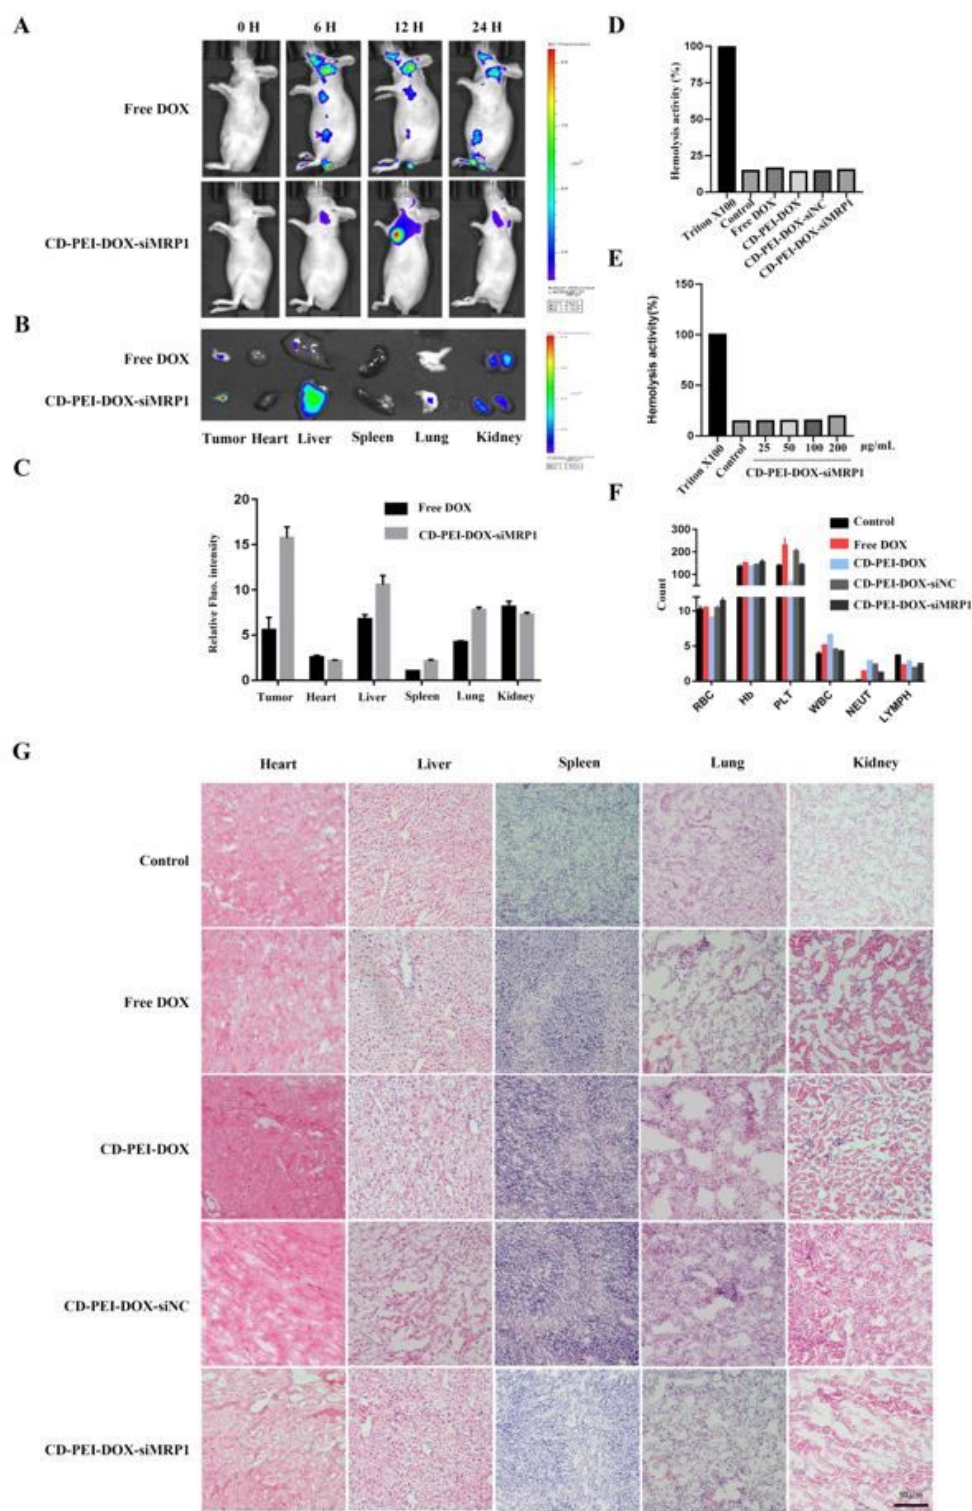 A
0 H 6 H 12 H 24 H
Free DOX
CD-PEI-DOX-siMRP1
B
Free DOX
CD-PEI-DOX-siMRP1
Tumor Heart Liver Spleen Lung Kidney
C
Relative Fluo. intensity
20
15
10
5
0
Free DOX
CD-PEI-DOX-siMRP1
Tumor Heart Liver Spleen Lung Kidney
D
Hemolysis activity (%)
100
75
50
25
0
Triton X100
Control
Free DOX
CD-PEI-DOX
CD-PEI-DOX-siNC
CD-PEI-DOX-siMRP1
E
Hemolysis activity(%)
150
100
50
0
Triton X100
Control
25 50 100 200 μg/mL
CD-PEI-DOX-siMRP1
F
Count
300
200
100
10
5
0
Control
Free DOX
CD-PEI-DOX
CD-PEI-DOX-siNC
CD-PEI-DOX-siMRP1
RBC
Hb
PLT
WBC
NEUT
LYMPH
G
Heart Liver Spleen Lung Kidney
Control
Free DOX
CD-PEI-DOX
CD-PEI-DOX-siNC
CD-PEI-DOX-siMRP1